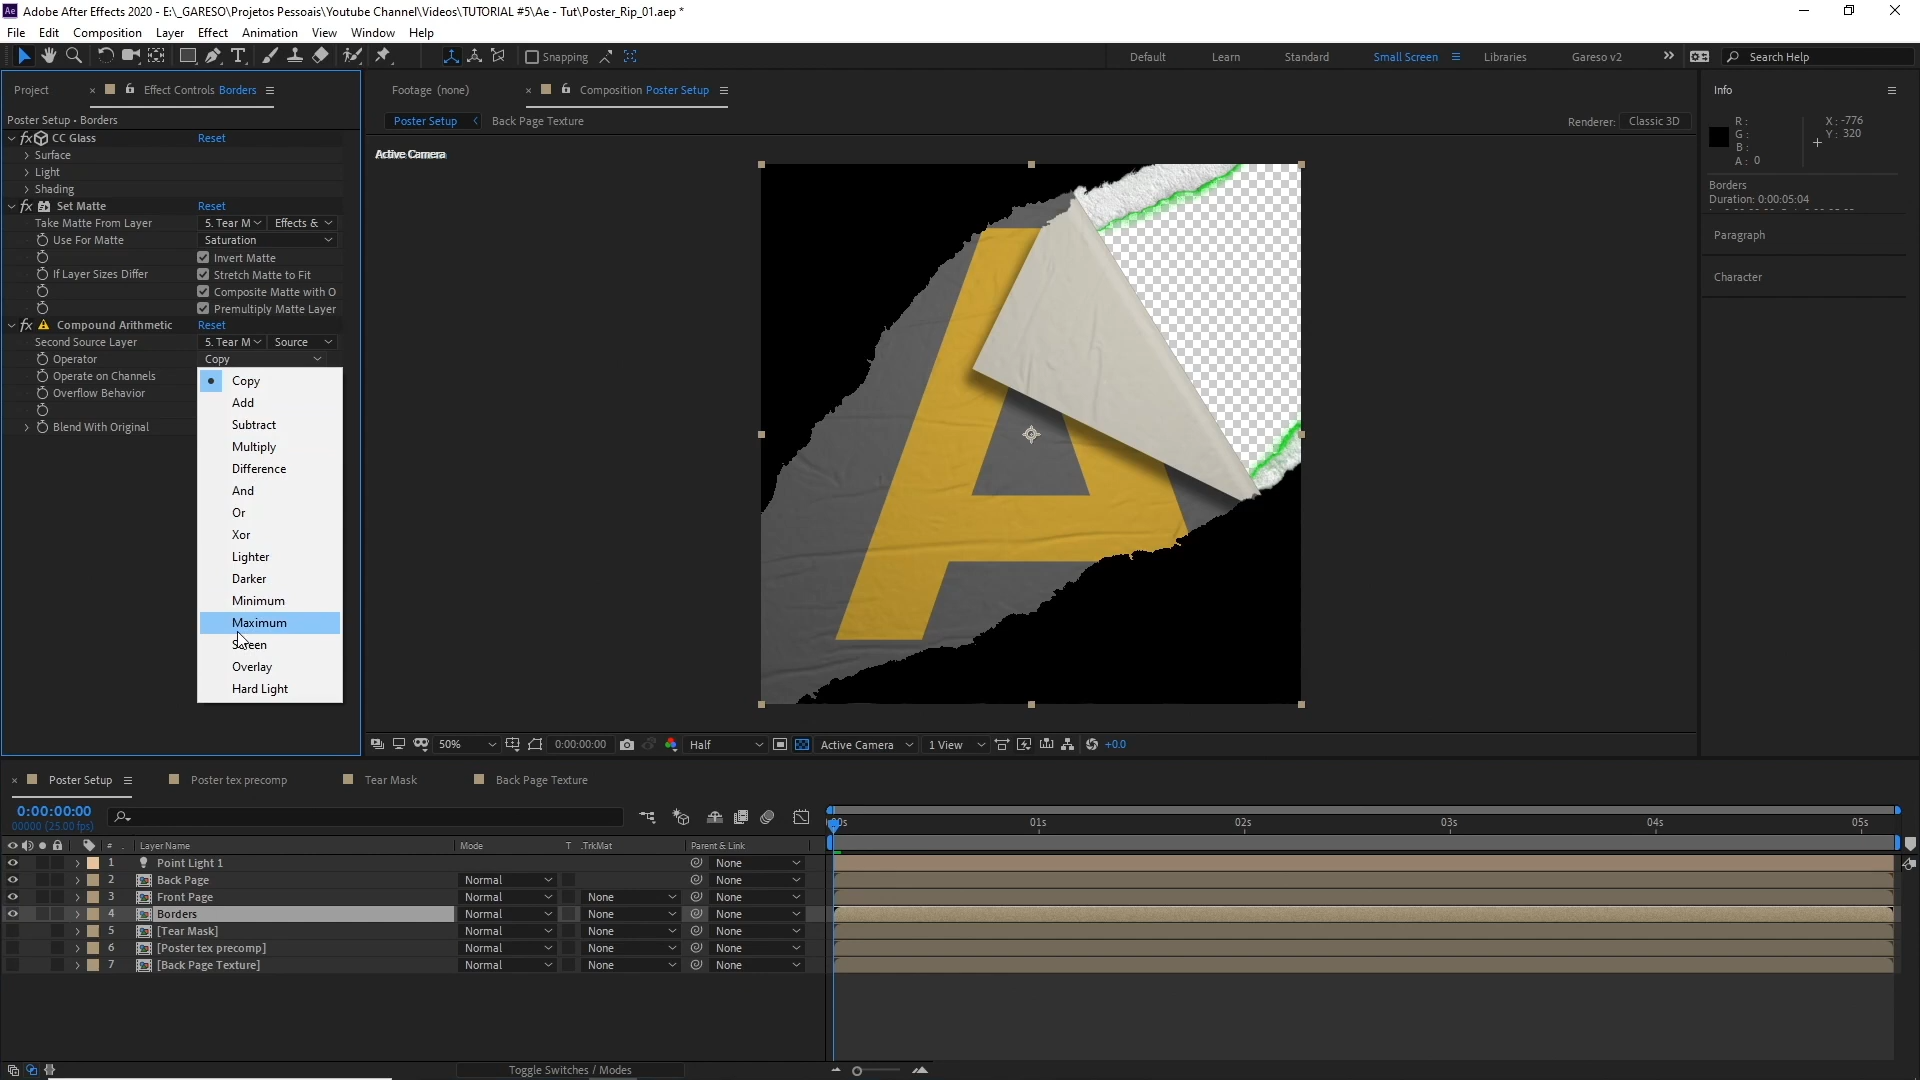 Adobe After Effects 2020 - E:\_GARESO\Projetos Pessoais\Youtube Channel\Videos\TUTORIAL #5\Ae - Tut\Poster_Rip_01.aep *
File Edit Composition Layer Effect Animation View Window Help
Snapping
Default Learn Standard Small Screen Libraries Gareso v2 Search Help
Project Effect Controls Borders
Footage (none) Composition Poster Setup
Info
Poster Setup • Borders
Poster Setup Back Page Texture
Renderer: Classic 3D
CC Glass Reset
Surface
Light
Shading
Set Matte Reset
Take Matte From Layer 5. Tear M Effects &
Use For Matte Saturation
Invert Matte
If Layer Sizes Differ Stretch Matte to Fit
Composite Matte with O
Premultiply Matte Layer
Compound Arithmetic Reset
Second Source Layer 5. Tear M Source
Operator Copy
Operate on Channels
Overflow Behavior
Blend With Original
Copy
Add
Subtract
Multiply
Difference
And
Or
Xor
Lighter
Darker
Minimum
Maximum
Screen
Overlay
Hard Light
Active Camera
A
R:
G:
B:
A: 0
X: -776
Y: 320
Borders
Duration: 0:00:05:04
Paragraph
Character
50% 0:00:00:00 Half Active Camera 1 View +0.0
Poster Setup Poster tex precomp Tear Mask Back Page Texture
0:00:00:00
00000 (25.00 fps)
01s 02s 03s 04s 05s
# Layer Name Mode T .TrkMat Parent & Link
1 Point Light 1 None
2 Back Page Normal None
3 Front Page Normal None None
4 Borders Normal None None
5 [Tear Mask] Normal None None
6 [Poster tex precomp] Normal None None
7 [Back Page Texture] Normal None None
Toggle Switches / Modes